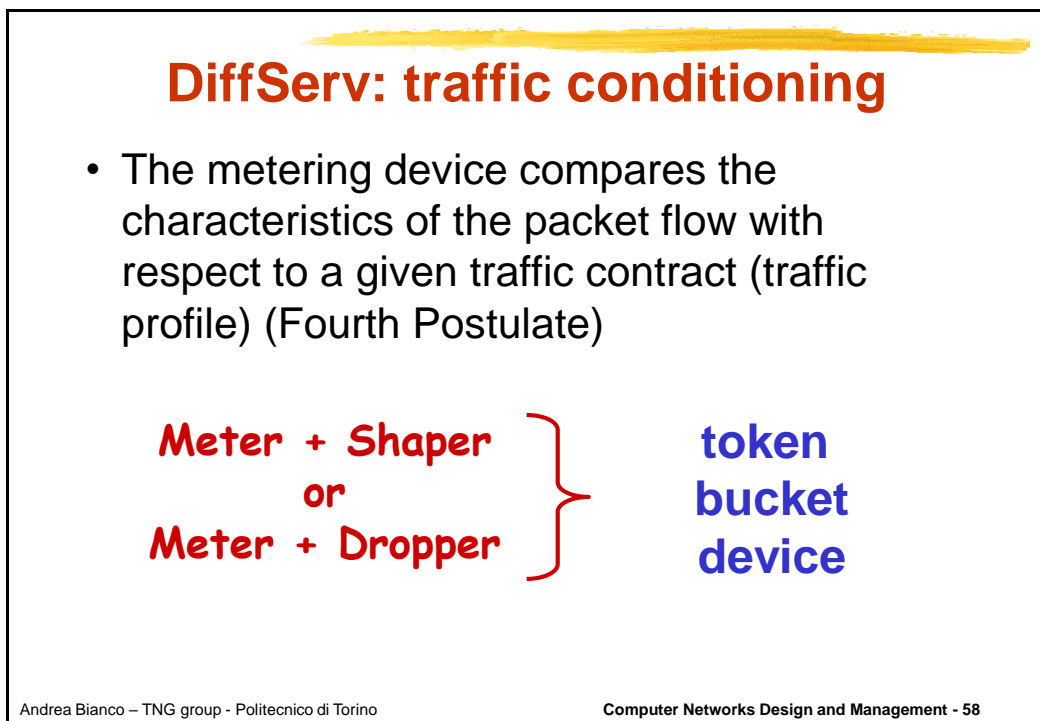 DiffServ: traffic conditioning
• The metering device compares the
characteristics of the packet flow with
respect to a given traffic contract (traffic
profile) (Fourth Postulate)
Meter + Shaper
or
Meter + Dropper
token
bucket
device
Andrea Bianco – TNG group - Politecnico di Torino
Computer Networks Design and Management - 58